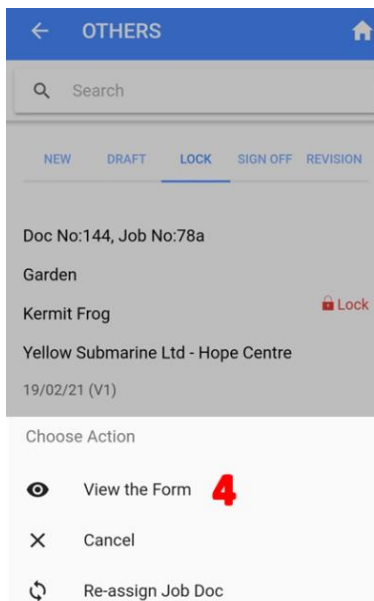 OTHERS
Search
NEW DRAFT LOCK SIGN OFF REVISION
Doc No:144, Job No:78a
Garden
Kermit Frog
Lock
Yellow Submarine Ltd - Hope Centre
19/02/21 (V1)
Choose Action
View the Form 4
Cancel
Re-assign Job Doc